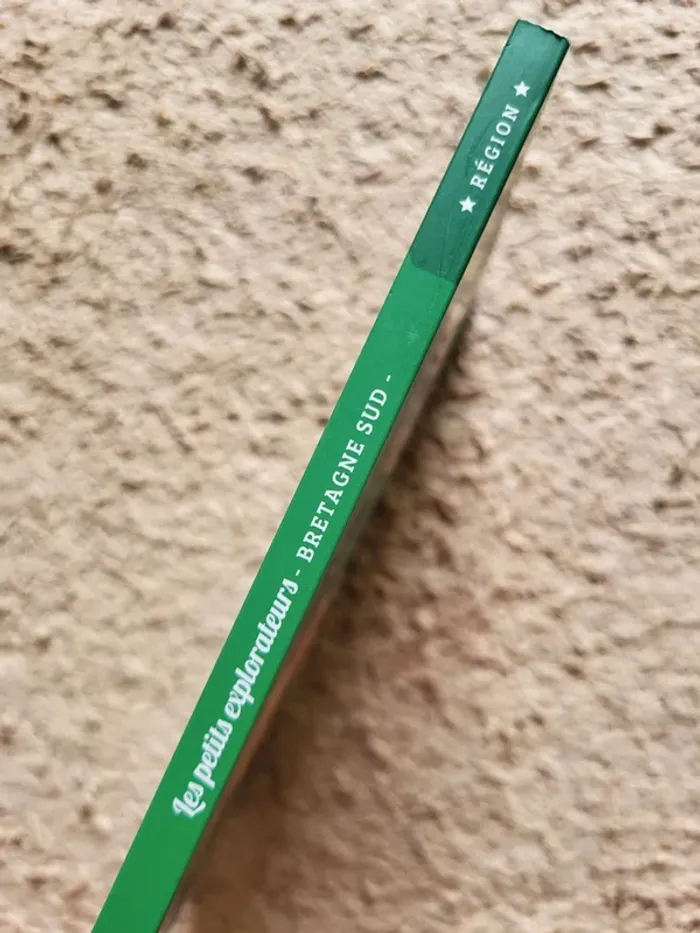 Les petits explorateurs - BRETAGNE SUD -
★ RÉGION ★